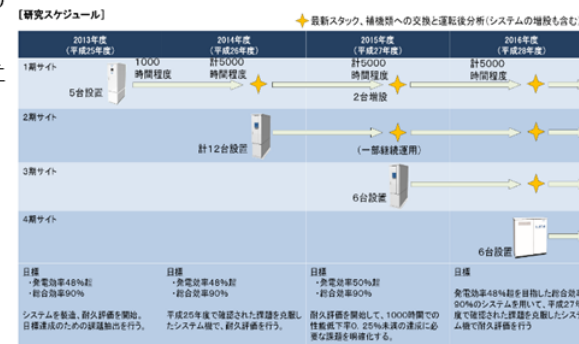 [研究スケジュール]
最新スタック、補機類への交換と運転後分析(システムの増設も含む
2013年度
(平成25年度)
2014年度
(平成26年度)
2015年度
(平成27年度)
2016年度
(平成28年度)
1期サイト
1000
時間程度
計5000
時間程度
計5000
時間程度
計5000
時間程度
5台設置
2台増設
2期サイト
計12台設置
(一部継続運用)
3期サイト
6台設置
4期サイト
6台設置
目標
・発電効率48%超
・総合効率90%
システムを製造、耐久評価を開始。
目標達成のための課題抽出を行う。
目標
・発電効率48%超
・総合効率90%
平成25年度で確認された課題を克服し
たシステム機で、耐久評価を行う。
目標
・発電効率50%超
・総合効率90%
耐久評価を開始して、1000時間での
性能低下率0.25%未満の達成に必
要な課題を明確化する。
目標
発電効率48%超を目指した総合効率
90%のシステムを用いて、平成27年
度で確認された課題を克服したシステ
ム機で耐久評価を行う